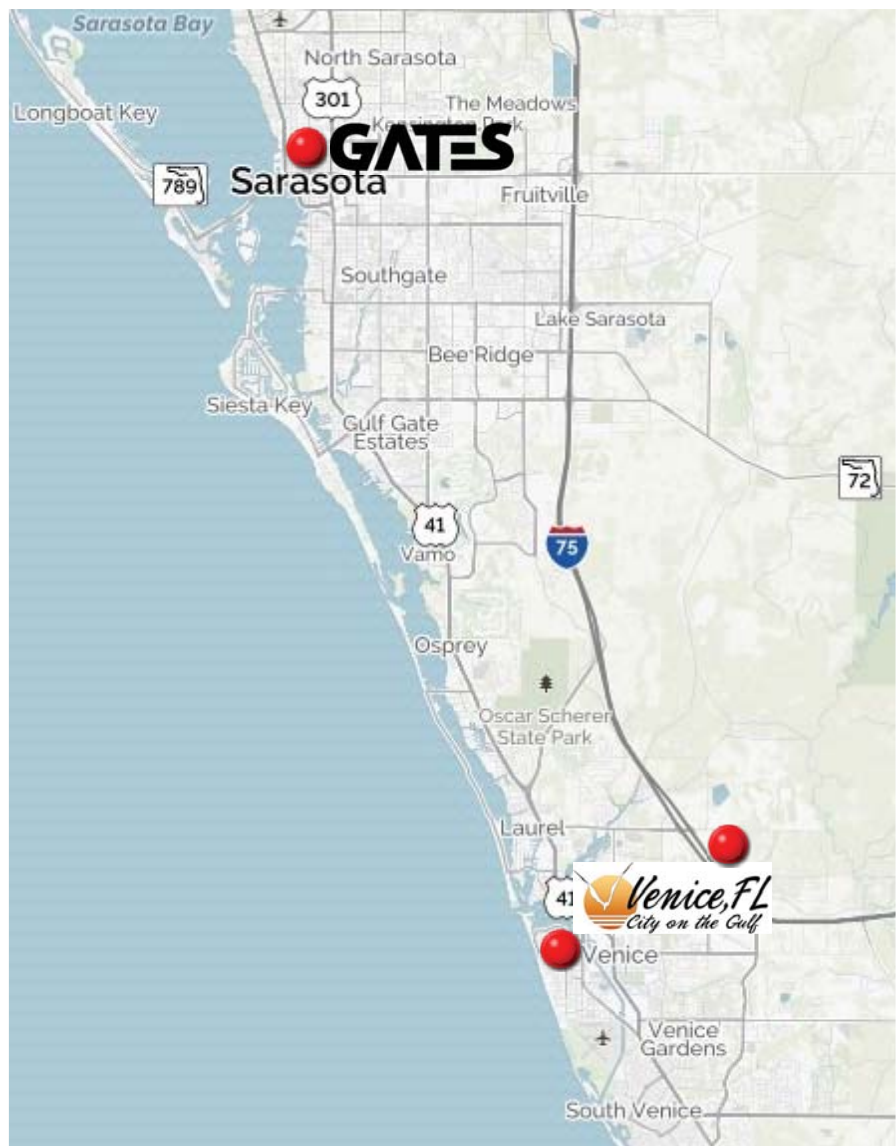 Sarasota Bay
North Sarasota
301
Longboat Key
The Meadows
Kensington Park
GATES
789
Sarasota
Fruitville
Southgate
Lake Sarasota
Bee Ridge
Siesta Key
Gulf Gate
Estates
72
41
75
Vamo
Osprey
Oscar Scherer
State Park
Laurel
41
Venice, FL
City on the Gulf
Venice
Venice
Gardens
South Venice